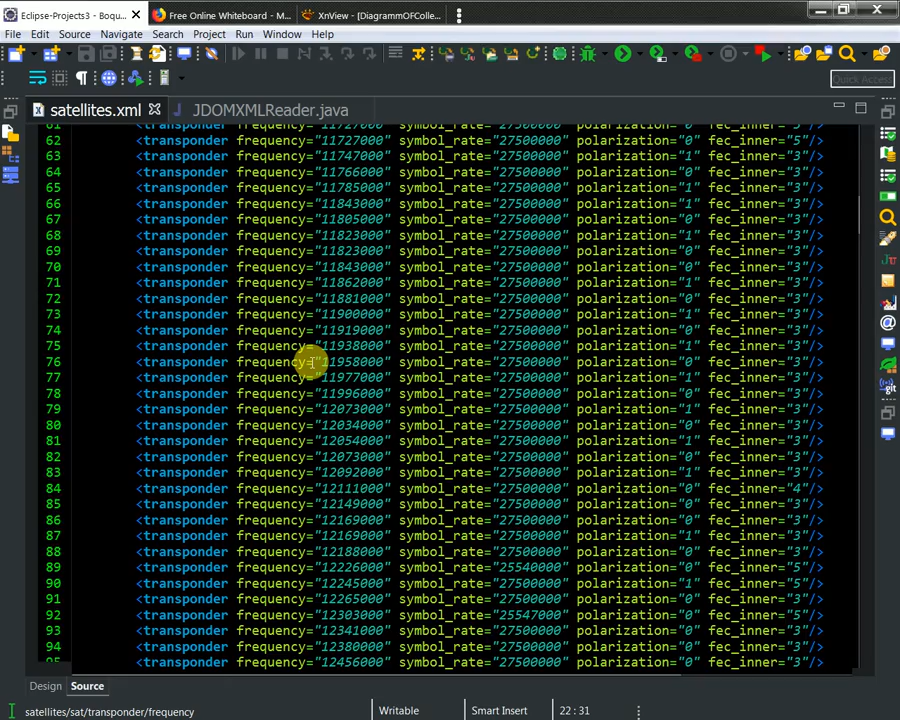 Eclipse-Projects3 - Boqu...
Free Online Whiteboard - M...
XnView - [DiagrammOFColle...
File Edit Source Navigate Search Project Run Window Help
Quick Access
satellites.xml
JDOMXMLReader.java
61 <transponder frequency="11727000" symbol_rate="27500000" polarization="0" fec_inner="3"/>
62 <transponder frequency="11727000" symbol_rate="27500000" polarization="0" fec_inner="5"/>
63 <transponder frequency="11747000" symbol_rate="27500000" polarization="1" fec_inner="3"/>
64 <transponder frequency="11766000" symbol_rate="27500000" polarization="0" fec_inner="3"/>
65 <transponder frequency="11785000" symbol_rate="27500000" polarization="1" fec_inner="3"/>
66 <transponder frequency="11843000" symbol_rate="27500000" polarization="1" fec_inner="3"/>
67 <transponder frequency="11805000" symbol_rate="27500000" polarization="0" fec_inner="3"/>
68 <transponder frequency="11823000" symbol_rate="27500000" polarization="1" fec_inner="3"/>
69 <transponder frequency="11823000" symbol_rate="27500000" polarization="0" fec_inner="3"/>
70 <transponder frequency="11843000" symbol_rate="27500000" polarization="0" fec_inner="3"/>
71 <transponder frequency="11862000" symbol_rate="27500000" polarization="1" fec_inner="3"/>
72 <transponder frequency="11881000" symbol_rate="27500000" polarization="0" fec_inner="3"/>
73 <transponder frequency="11900000" symbol_rate="27500000" polarization="1" fec_inner="3"/>
74 <transponder frequency="11919000" symbol_rate="27500000" polarization="0" fec_inner="3"/>
75 <transponder frequency="11938000" symbol_rate="27500000" polarization="1" fec_inner="3"/>
76 <transponder frequency="11958000" symbol_rate="27500000" polarization="0" fec_inner="3"/>
77 <transponder frequency="11977000" symbol_rate="27500000" polarization="1" fec_inner="3"/>
78 <transponder frequency="11996000" symbol_rate="27500000" polarization="0" fec_inner="3"/>
79 <transponder frequency="12073000" symbol_rate="27500000" polarization="1" fec_inner="3"/>
80 <transponder frequency="12034000" symbol_rate="27500000" polarization="0" fec_inner="3"/>
81 <transponder frequency="12054000" symbol_rate="27500000" polarization="1" fec_inner="3"/>
82 <transponder frequency="12073000" symbol_rate="27500000" polarization="0" fec_inner="3"/>
83 <transponder frequency="12092000" symbol_rate="27500000" polarization="1" fec_inner="3"/>
84 <transponder frequency="12111000" symbol_rate="27500000" polarization="0" fec_inner="4"/>
85 <transponder frequency="12149000" symbol_rate="27500000" polarization="0" fec_inner="3"/>
86 <transponder frequency="12169000" symbol_rate="27500000" polarization="0" fec_inner="3"/>
87 <transponder frequency="12169000" symbol_rate="27500000" polarization="1" fec_inner="3"/>
88 <transponder frequency="12188000" symbol_rate="27500000" polarization="0" fec_inner="3"/>
89 <transponder frequency="12226000" symbol_rate="25540000" polarization="0" fec_inner="5"/>
90 <transponder frequency="12245000" symbol_rate="27500000" polarization="1" fec_inner="5"/>
91 <transponder frequency="12265000" symbol_rate="27500000" polarization="0" fec_inner="3"/>
92 <transponder frequency="12303000" symbol_rate="25547000" polarization="0" fec_inner="5"/>
93 <transponder frequency="12341000" symbol_rate="27500000" polarization="0" fec_inner="3"/>
94 <transponder frequency="12380000" symbol_rate="27500000" polarization="0" fec_inner="3"/>
95 <transponder frequency="12456000" symbol_rate="27500000" polarization="0" fec_inner="3"/>
Design Source
satellites/sat/transponder/frequency
Writable
Smart Insert
22 : 31